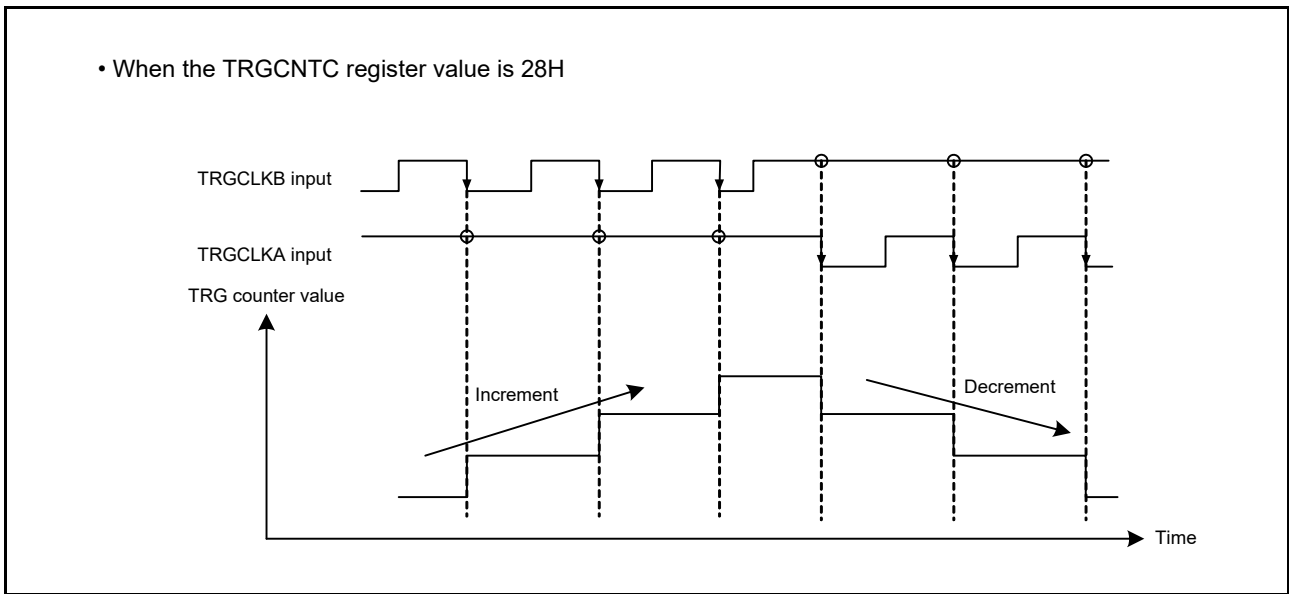 • When the TRGCNTC register value is 28H
TRGCLKB input
TRGCLKA input
TRG counter value
Increment
Decrement
Time